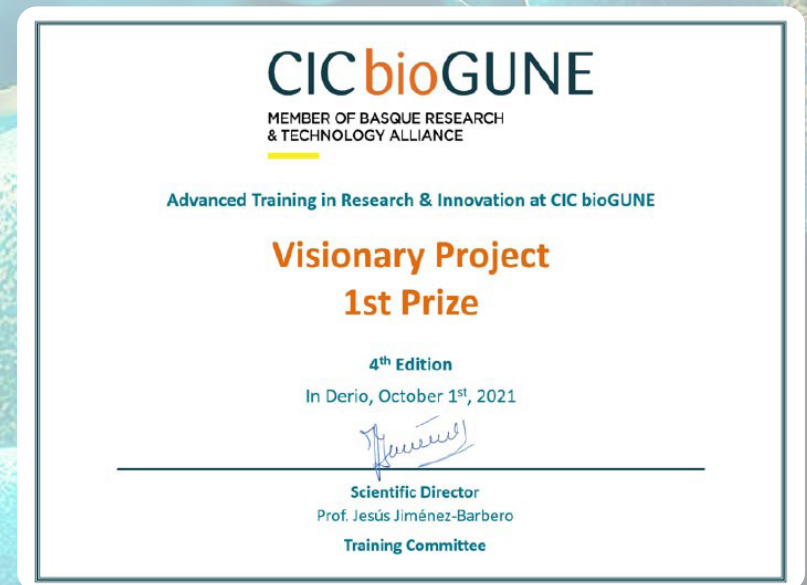 CICbioGUNE
MEMBER OF BASQUE RESEARCH
& TECHNOLOGY ALLIANCE
Advanced Training in Research & Innovation at CIC bioGUNE
Visionary Project
1st Prize
4th Edition
In Derio, October 1st, 2021
Scientific Director
Prof. Jesús Jiménez-Barbero
Training Committee